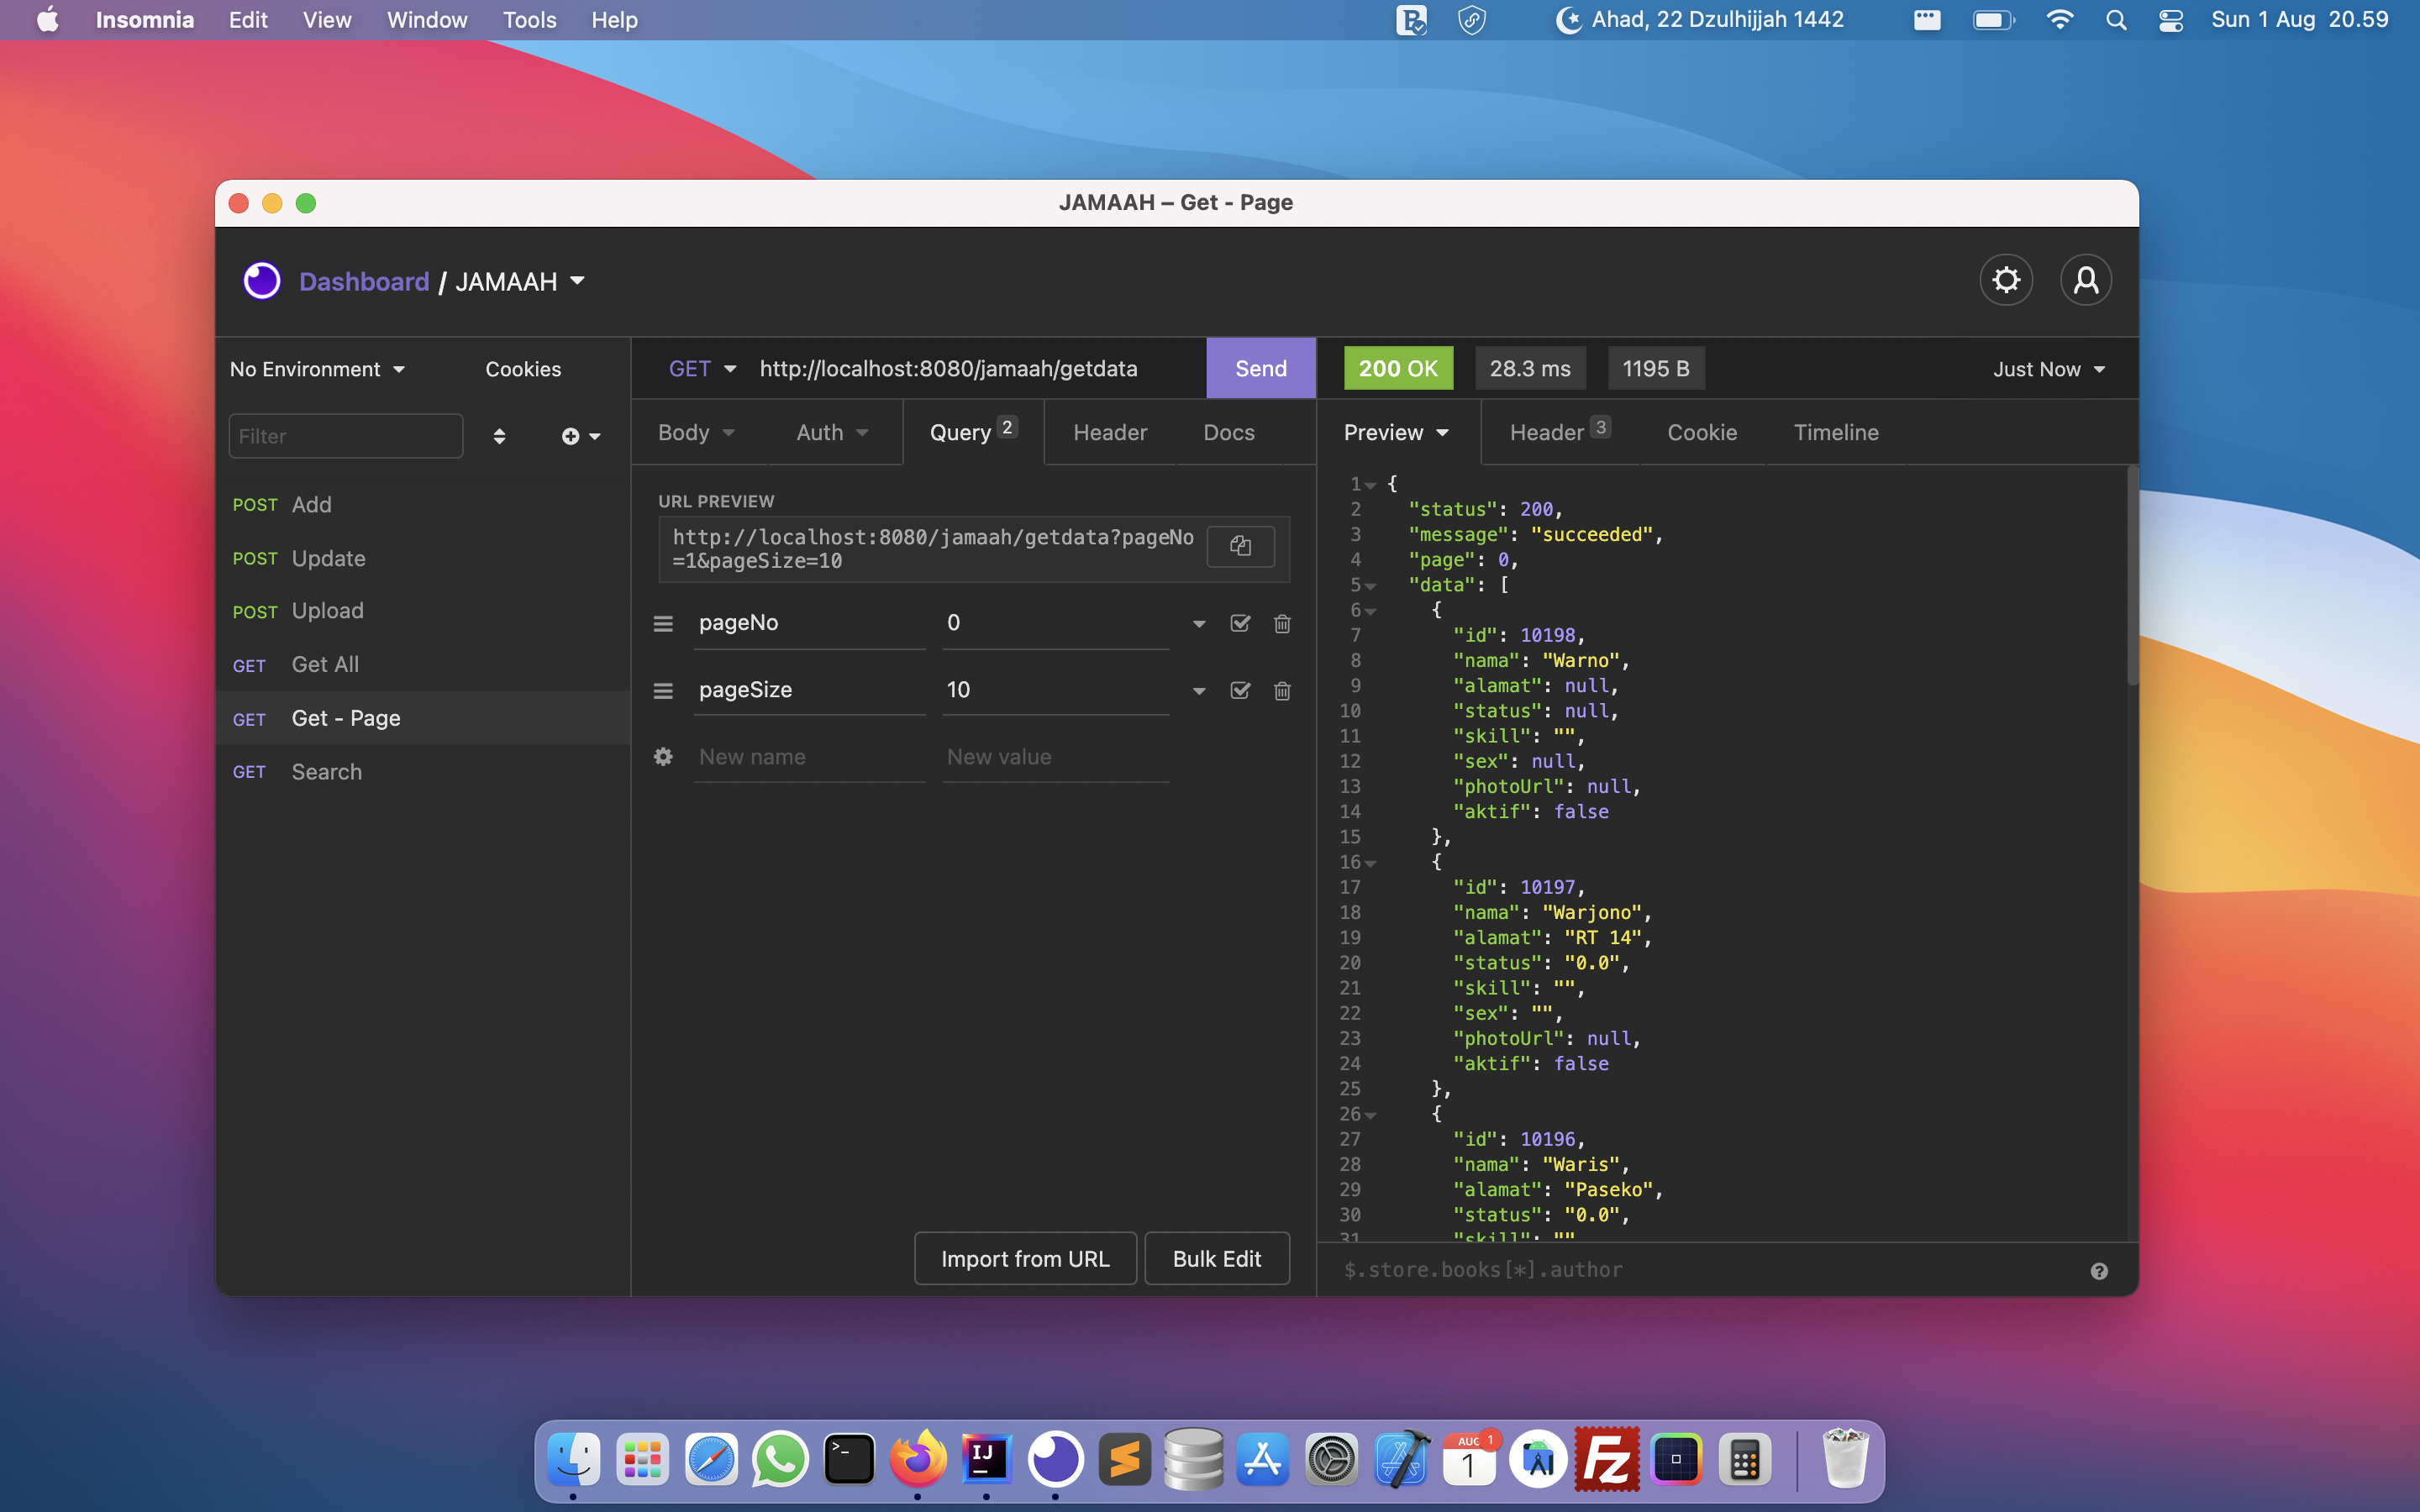 Insomnia Edit View Window Tools Help
Ahad, 22 Dzulhijjah 1442
Sun 1 Aug 20.59
JAMAAH – Get - Page
Dashboard / JAMAAH
No Environment
Cookies
Filter
POST Add
POST Update
POST Upload
GET Get All
GET Get - Page
GET Search
GET http://localhost:8080/jamaah/getdata Send
Body Auth Query 2 Header Docs
URL PREVIEW
http://localhost:8080/jamaah/getdata?pageNo
=1&pageSize=10
pageNo 0
pageSize 10
New name New value
Import from URL Bulk Edit
200 OK 28.3 ms 1195 B Just Now
Preview Header 3 Cookie Timeline
1 {
2 "status": 200,
3 "message": "succeeded",
4 "page": 0,
5 "data": [
6 {
7 "id": 10198,
8 "nama": "Warno",
9 "alamat": null,
10 "status": null,
11 "skill": "",
12 "sex": null,
13 "photoUrl": null,
14 "aktif": false
15 },
16 {
17 "id": 10197,
18 "nama": "Warjono",
19 "alamat": "RT 14",
20 "status": "0.0",
21 "skill": "",
22 "sex": "",
23 "photoUrl": null,
24 "aktif": false
25 },
26 {
27 "id": 10196,
28 "nama": "Waris",
29 "alamat": "Paseko",
30 "status": "0.0",
31 "skill": ""
$.store.books[*].author
>_
IJ
AUG 1
1
Fz